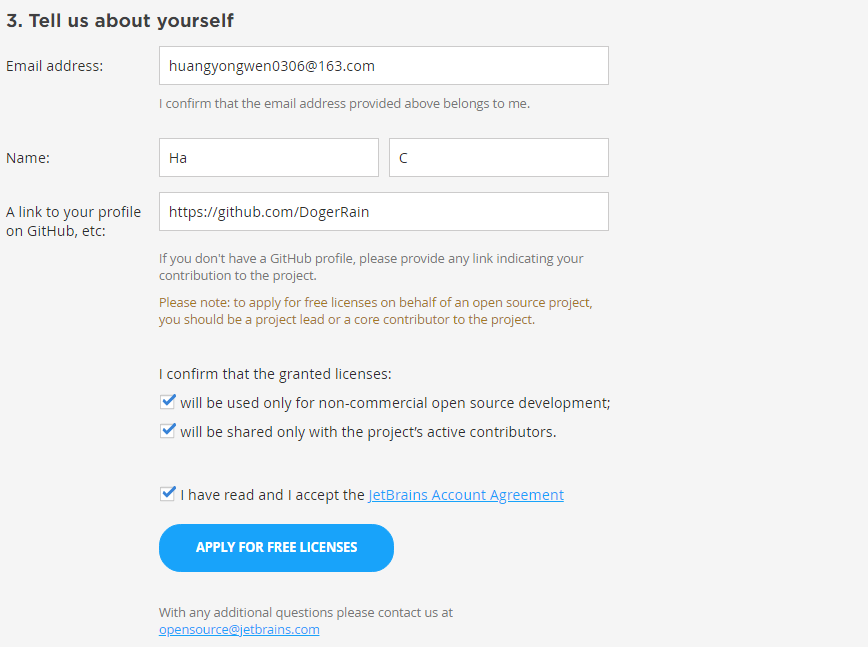 3. Tell us about yourself
Email address:
huangyongwen0306@163.com
I confirm that the email address provided above belongs to me.
Name:
Ha
C
A link to your profile
on GitHub, etc:
https://github.com/DogerRain
If you don't have a GitHub profile, please provide any link indicating your
contribution to the project.
Please note: to apply for free licenses on behalf of an open source project,
you should be a project lead or a core contributor to the project.
I confirm that the granted licenses:
will be used only for non-commercial open source development;
will be shared only with the project’s active contributors.
I have read and I accept the JetBrains Account Agreement
APPLY FOR FREE LICENSES
With any additional questions please contact us at
opensource@jetbrains.com